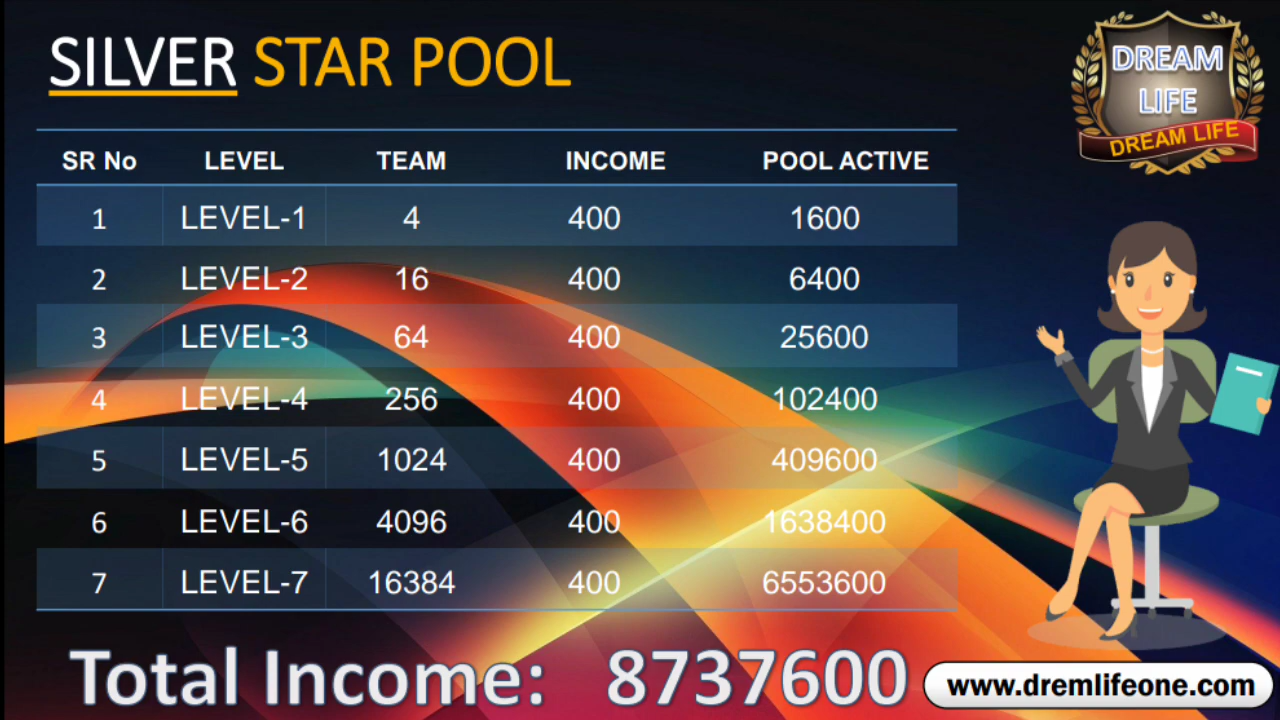 SILVER STAR POOL
DREAM
LIFE
DREAM LIFE
SR No LEVEL TEAM INCOME POOL ACTIVE
1 LEVEL-1 4 400 1600
2 LEVEL-2 16 400 6400
3 LEVEL-3 64 400 25600
4 LEVEL-4 256 400 102400
5 LEVEL-5 1024 400 409600
6 LEVEL-6 4096 400 1638400
7 LEVEL-7 16384 400 6553600
Total Income: 8737600
www.dremlifeone.com